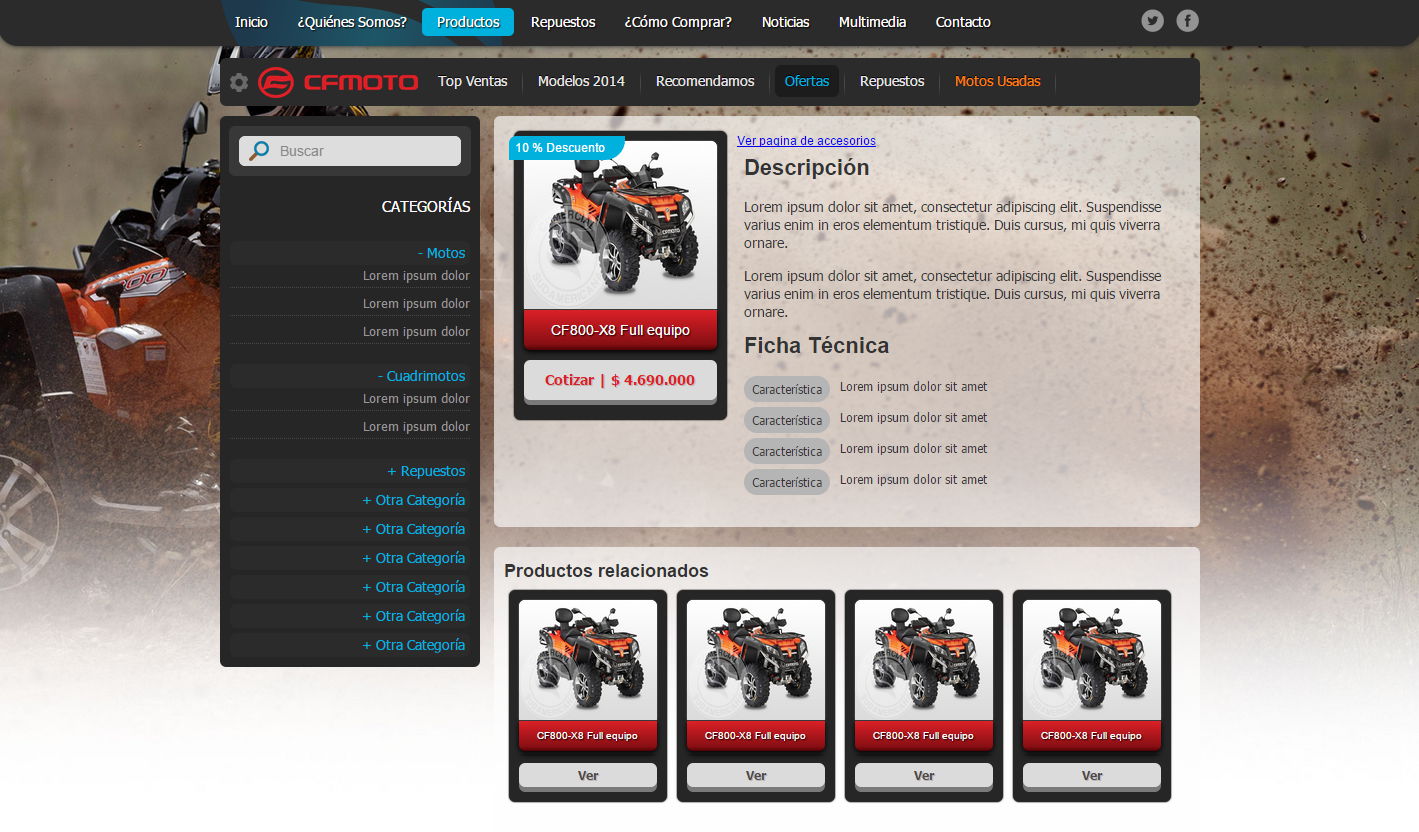 Inicio
¿Quiénes Somos?
Productos
Repuestos
¿Cómo Comprar?
Noticias
Multimedia
Contacto
CFMOTO
Top Ventas
Modelos 2014
Recomendamos
Ofertas
Repuestos
Motos Usadas
Buscar
CATEGORÍAS
- Motos
Lorem ipsum dolor
Lorem ipsum dolor
Lorem ipsum dolor
- Cuadrimotos
Lorem ipsum dolor
Lorem ipsum dolor
+ Repuestos
+ Otra Categoría
+ Otra Categoría
+ Otra Categoría
+ Otra Categoría
+ Otra Categoría
+ Otra Categoría
10 % Descuento
CF800-X8 Full equipo
Cotizar | $ 4.690.000
Ver pagina de accesorios
Descripción
Lorem ipsum dolor sit amet, consectetur adipiscing elit. Suspendisse
varius enim in eros elementum tristique. Duis cursus, mi quis viverra
ornare.
Lorem ipsum dolor sit amet, consectetur adipiscing elit. Suspendisse
varius enim in eros elementum tristique. Duis cursus, mi quis viverra
ornare.
Ficha Técnica
Característica Lorem ipsum dolor sit amet
Característica Lorem ipsum dolor sit amet
Característica Lorem ipsum dolor sit amet
Característica Lorem ipsum dolor sit amet
Productos relacionados
CF800-X8 Full equipo
Ver
CF800-X8 Full equipo
Ver
CF800-X8 Full equipo
Ver
CF800-X8 Full equipo
Ver